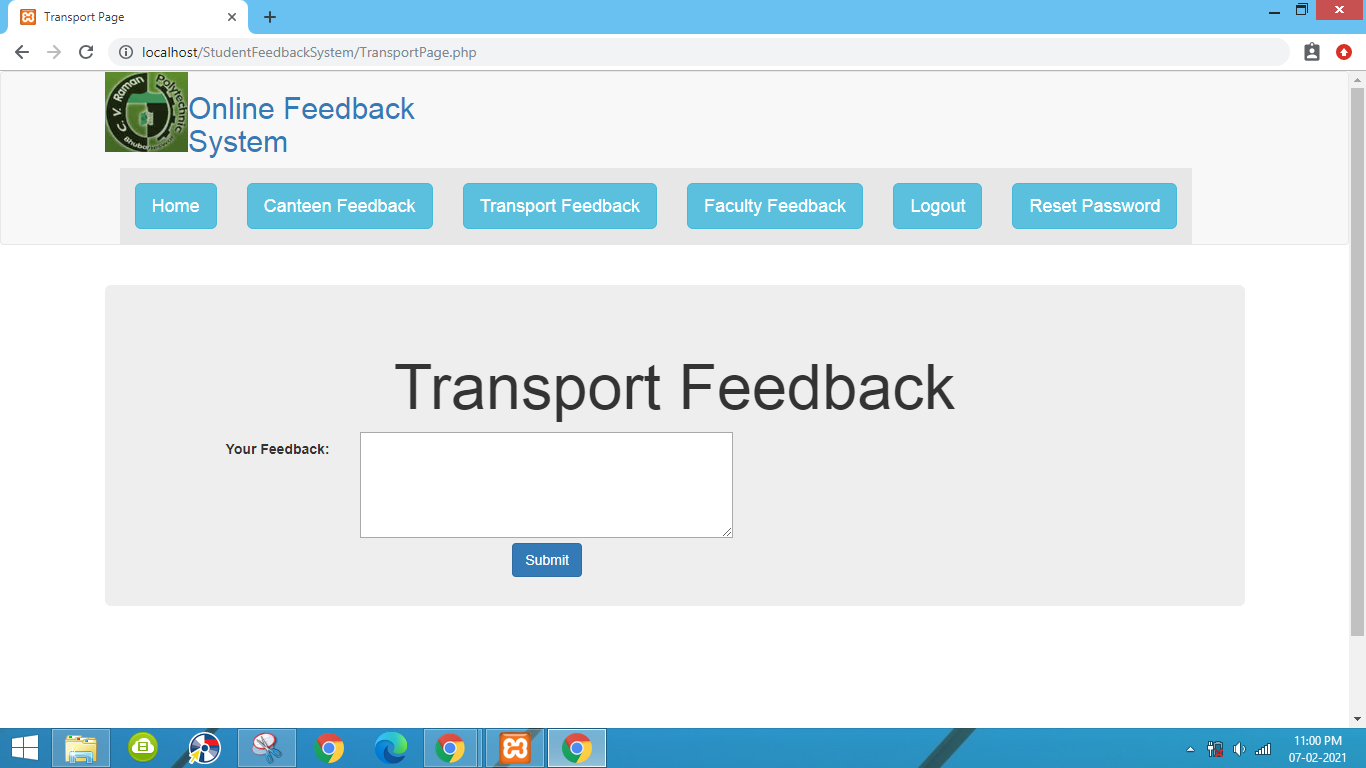 Transport Page
localhost/StudentFeedbackSystem/TransportPage.php
C. V. Raman Polytechnic
Online Feedback
System
Home Canteen Feedback Transport Feedback Faculty Feedback Logout Reset Password
Transport Feedback
Your Feedback:
Submit
11:00 PM
07-02-2021